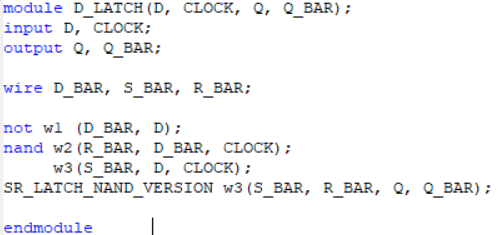 module D_LATCH(D, CLOCK, Q, Q_BAR);
input D, CLOCK;
output Q, Q_BAR;
wire D_BAR, S_BAR, R_BAR;
not w1 (D_BAR, D);
nand w2(R_BAR, D_BAR, CLOCK);
w3(S_BAR, D, CLOCK);
SR_LATCH_NAND_VERSION w3(S_BAR, R_BAR, Q, Q_BAR);
endmodule